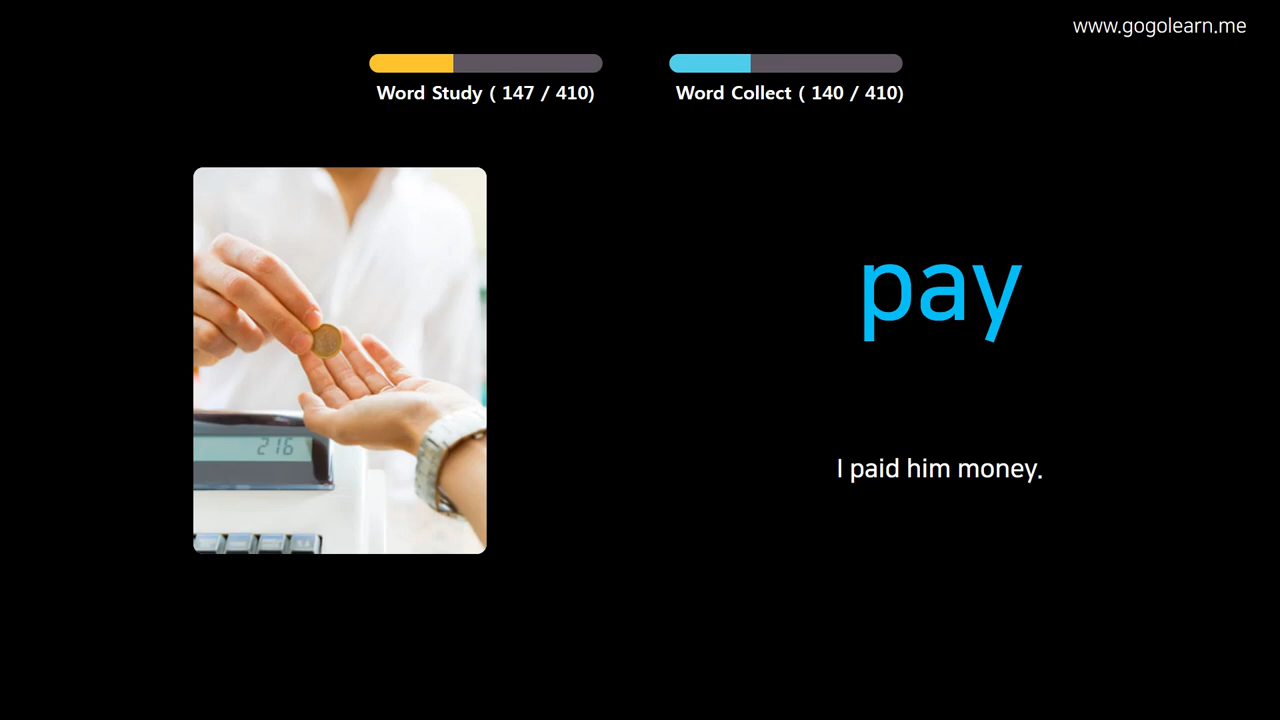 www.gogolearn.me
Word Study ( 147 / 410)
Word Collect ( 140 / 410)
pay
216
I paid him money.